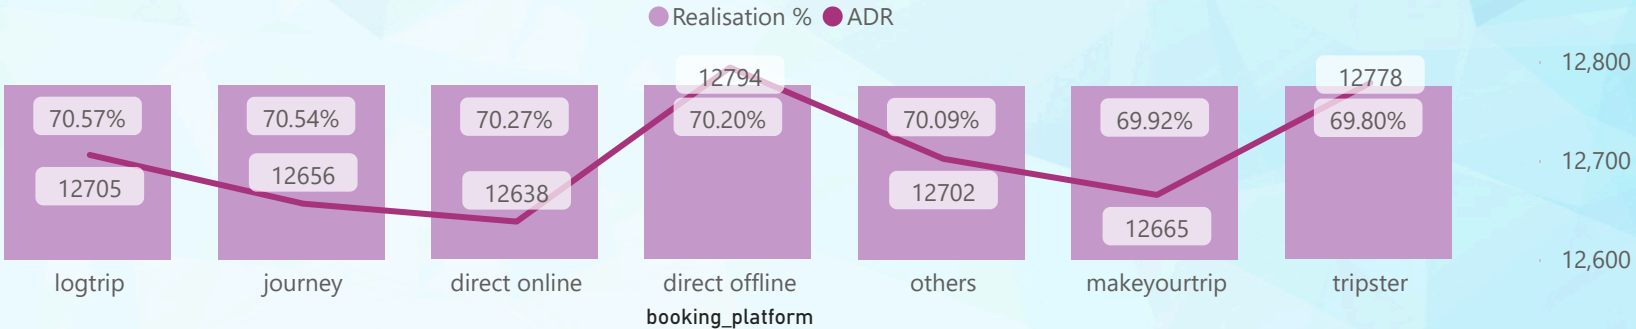 Realisation % ADR
12794 12778 12,800
70.57% 70.54% 70.27% 70.20% 70.09% 69.92% 69.80%
12705 12656 12638 12702 12665 12,700
12,600
logtrip journey direct online direct offline others makeyourtrip tripster
booking_platform